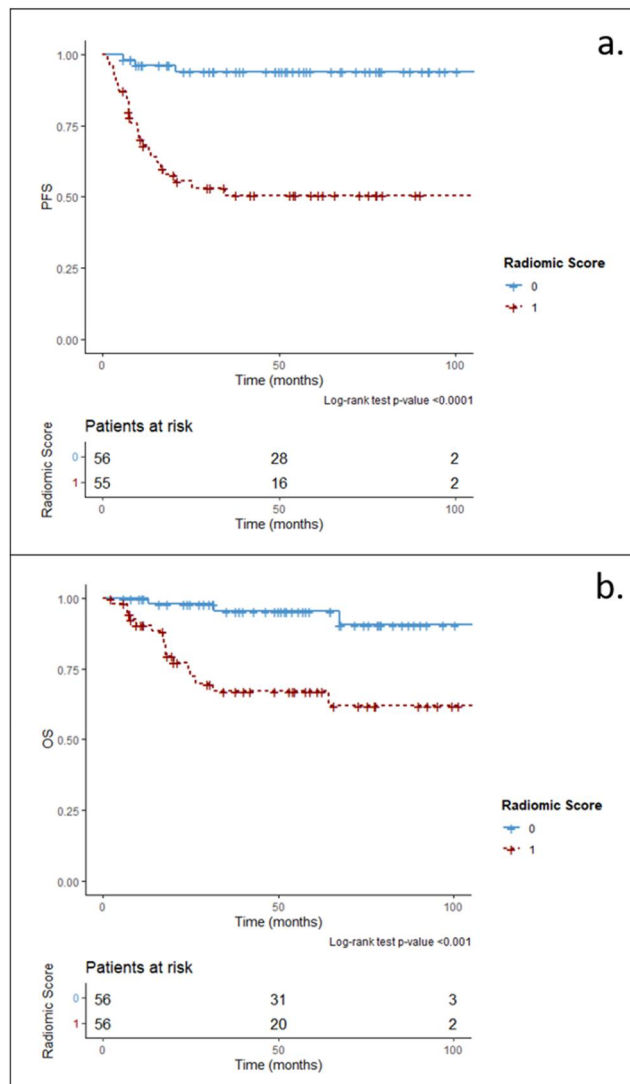 a.
1.00
0.75
PFS
0.50
0.25
0.00
0 50 100
Time (months)
Log-rank test p-value <0.0001
Radiomic Score
0
1
Patients at risk
Radiomic Score
0 56 28 2
1 55 16 2
0 50 100
Time (months)
b.
1.00
0.75
OS
0.50
0.25
0.00
0 50 100
Time (months)
Log-rank test p-value <0.001
Radiomic Score
0
1
Patients at risk
Radiomic Score
0 56 31 3
1 56 20 2
0 50 100
Time (months)